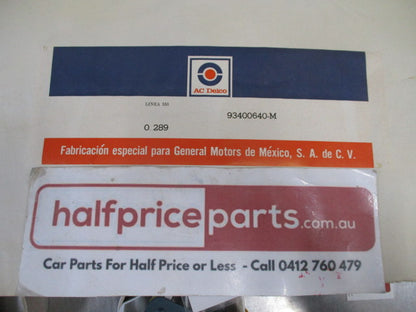 AC Delco
LINEA 355
93400640-M
0. 289
Fabricación especial para General Motors de México, S. A. de C. V.
halfpriceparts.com.au
Car Parts For Half Price or Less - Call 0412 760 479